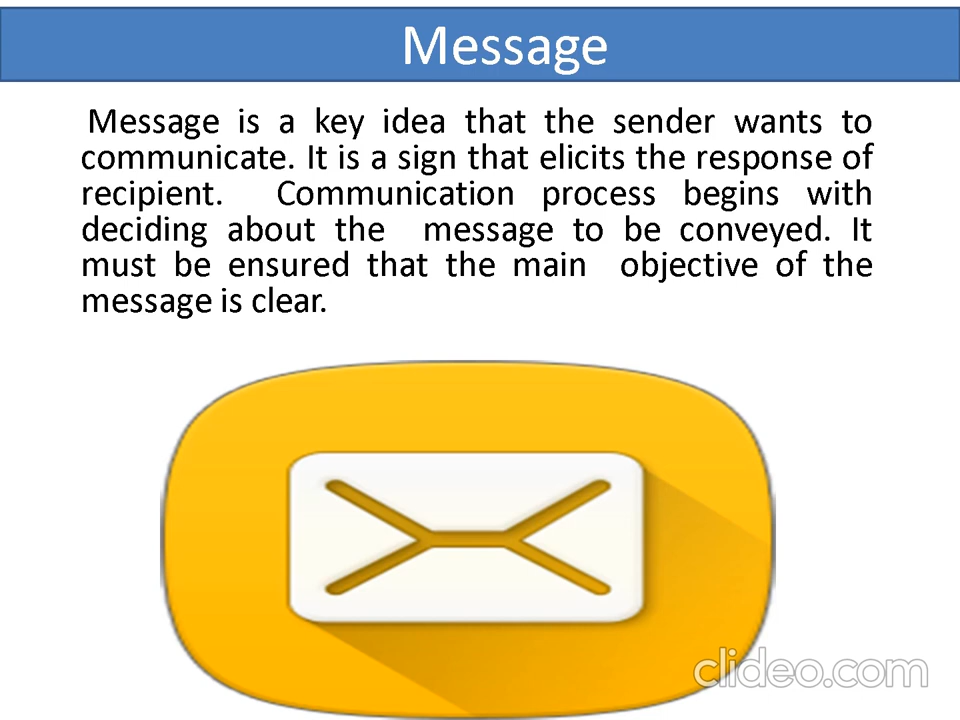 Message
Message is a key idea that the sender wants to
communicate. It is a sign that elicits the response of
recipient. Communication process begins with
deciding about the message to be conveyed. It
must be ensured that the main objective of the
message is clear.
clideo.com